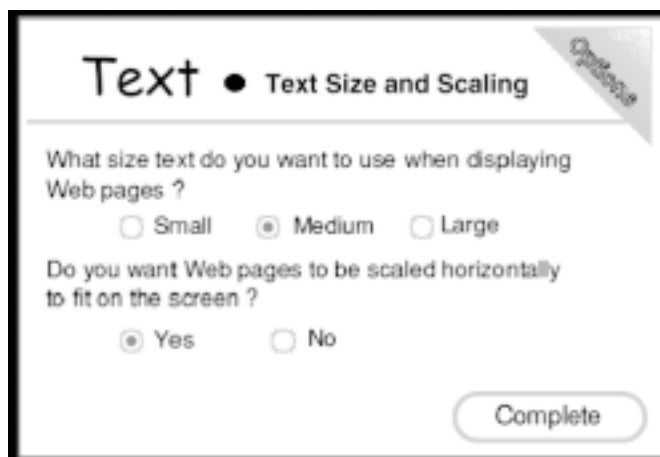 Text ● Text Size and Scaling
Options
What size text do you want to use when displaying
Web pages ?
Small Medium Large
Do you want Web pages to be scaled horizontally
to fit on the screen ?
Yes No
Complete